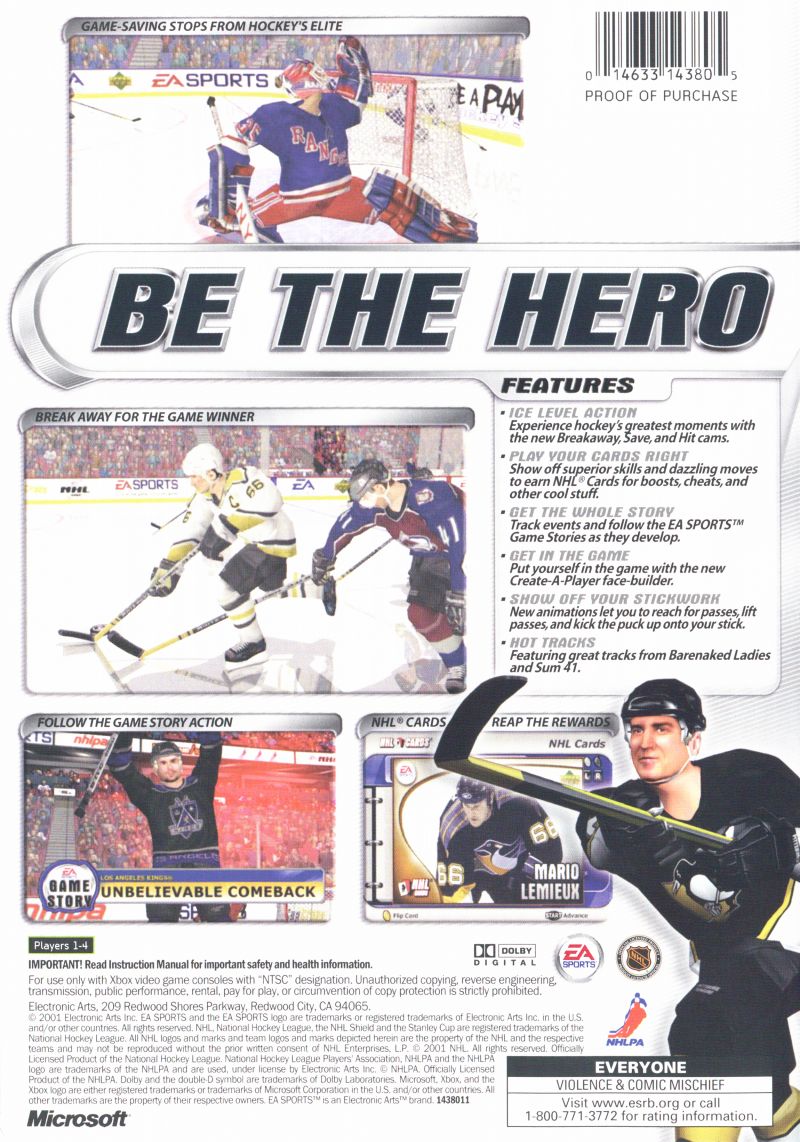 GAME-SAVING STOPS FROM HOCKEY'S ELITE
EA SPORTS
E A PLAY
RANGE
0 14633 14380 5
PROOF OF PURCHASE
BE THE HERO
FEATURES
BREAK AWAY FOR THE GAME WINNER
NHL
EA SPORTS
EA
C 66
6
41
▪ ICE LEVEL ACTION
Experience hockey's greatest moments with
the new Breakaway, Save, and Hit cams.
▪ PLAY YOUR CARDS RIGHT
Show off superior skills and dazzling moves
to earn NHL® Cards for boosts, cheats, and
other cool stuff.
▪ GET THE WHOLE STORY
Track events and follow the EA SPORTS™
Game Stories as they develop.
▪ GET IN THE GAME
Put yourself in the game with the new
Create-A-Player face-builder.
▪ SHOW OFF YOUR STICKWORK
New animations let you to reach for passes, lift
passes, and kick the puck up onto your stick.
▪ HOT TRACKS
Featuring great tracks from Barenaked Ladies
and Sum 41.
FOLLOW THE GAME STORY ACTION
TS
nhlpa
EA
GAME
STORY
LOS ANGELES KINGS®
UNBELIEVABLE COMEBACK
NHL® CARDS REAP THE REWARDS
NHL CARDS
NHL Cards
L R
EA
66
66
MARIO
LEMIEUX
NHL
Flip Card
START Advance
Players 1-4
IMPORTANT! Read Instruction Manual for important safety and health information.
For use only with Xbox video game consoles with "NTSC" designation. Unauthorized copying, reverse engineering,
transmission, public performance, rental, pay for play, or circumvention of copy protection is strictly prohibited.
Electronic Arts, 209 Redwood Shores Parkway, Redwood City, CA 94065.
© 2001 Electronic Arts Inc. EA SPORTS and the EA SPORTS logo are trademarks or registered trademarks of Electronic Arts Inc. in the U.S.
and/or other countries. All rights reserved. NHL, National Hockey League, the NHL Shield and the Stanley Cup are registered trademarks of the
National Hockey League. All NHL logos and marks and team logos and marks depicted herein are the property of the NHL and the respective
teams and may not be reproduced without the prior written consent of NHL Enterprises, L.P. © 2001 NHL. All rights reserved. Officially
Licensed Product of the National Hockey League. National Hockey League Players' Association, NHLPA and the NHLPA
logo are trademarks of the NHLPA and are used, under license by Electronic Arts Inc. © NHLPA. Officially Licensed
Product of the NHLPA. Dolby and the double-D symbol are trademarks of Dolby Laboratories. Microsoft, Xbox, and the
Xbox logo are either registered trademarks or trademarks of Microsoft Corporation in the U.S. and/or other countries. All
other trademarks are the property of their respective owners. EA SPORTS™ is an Electronic Arts™ brand. 1438011
Microsoft
DOLBY
DIGITAL
EA
SPORTS
NHL
NHLPA
EVERYONE
VIOLENCE & COMIC MISCHIEF
Visit www.esrb.org or call
1-800-771-3772 for rating information.